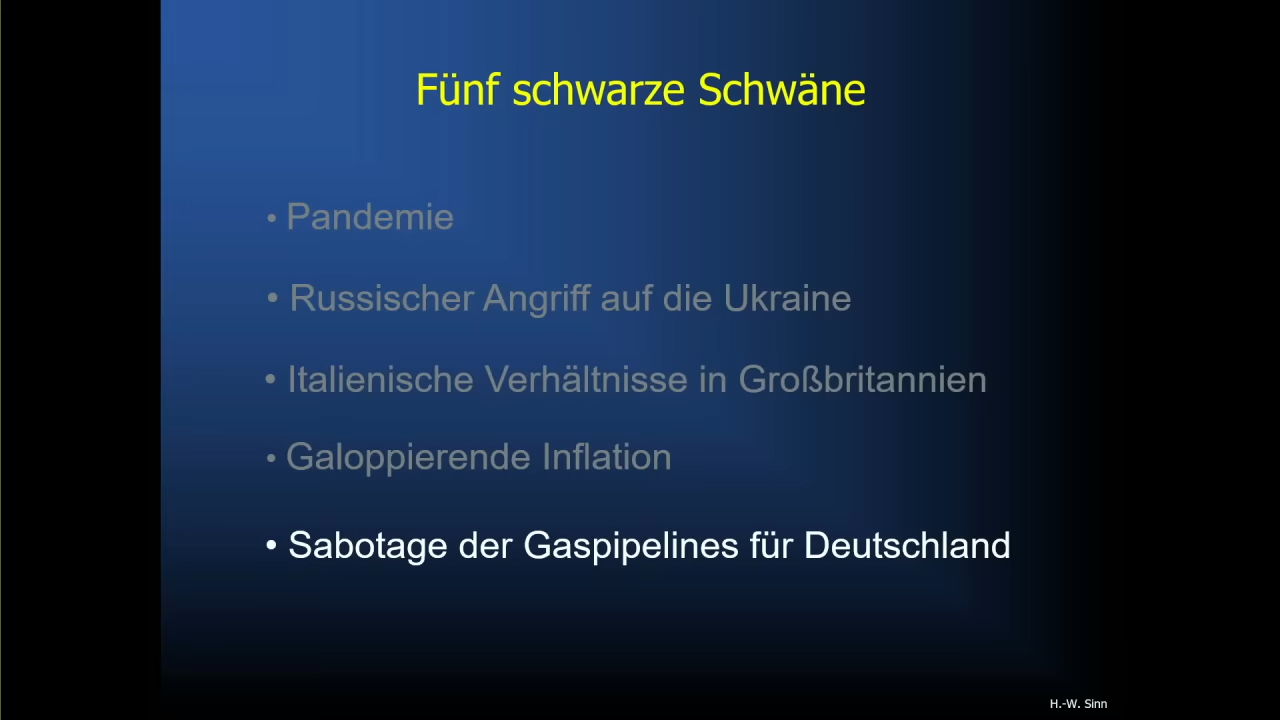 Fünf schwarze Schwäne
• Pandemie
• Russischer Angriff auf die Ukraine
• Italienische Verhältnisse in Großbritannien
• Galoppierende Inflation
• Sabotage der Gaspipelines für Deutschland
H.-W. Sinn